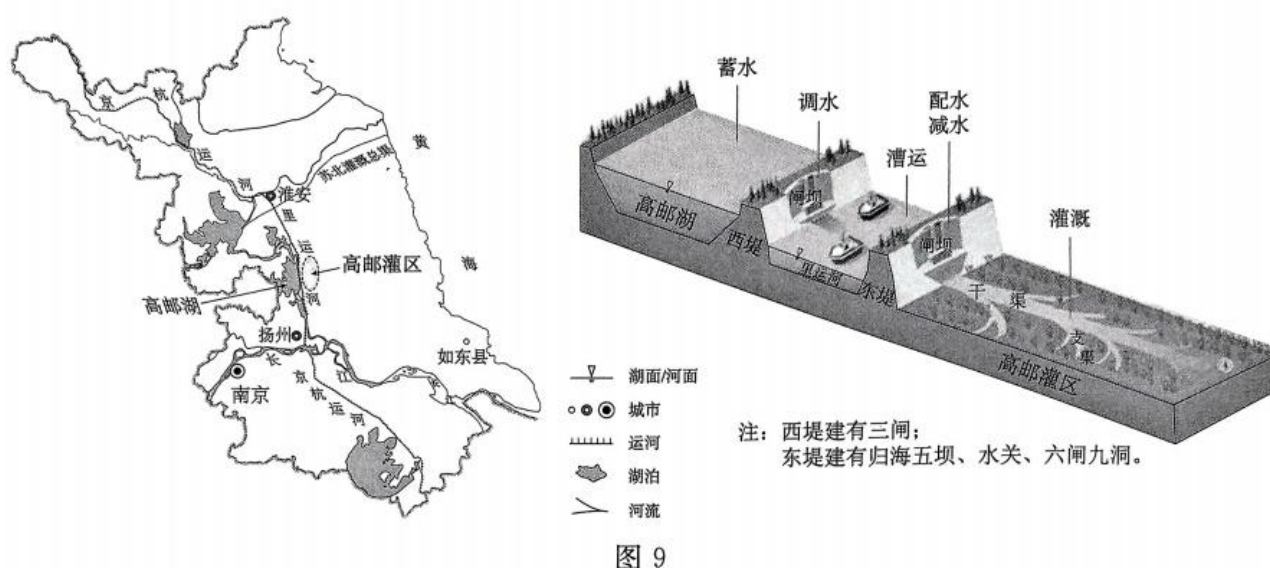 京
杭
运
河
淮安
苏北灌溉总渠
黄
海
里
运
河
高邮灌区
高邮湖
扬州
如东县
长
江
南京
京
杭
运
河
湖面/河面
城市
运河
湖泊
河流
蓄水
调水
配水
减水
漕运
灌溉
闸坝
闸坝
高邮湖
西堤
里运河
东堤
干渠
支渠
高邮灌区
注：西堤建有三闸；
东堤建有归海五坝、水关、六闸九洞。
图 9